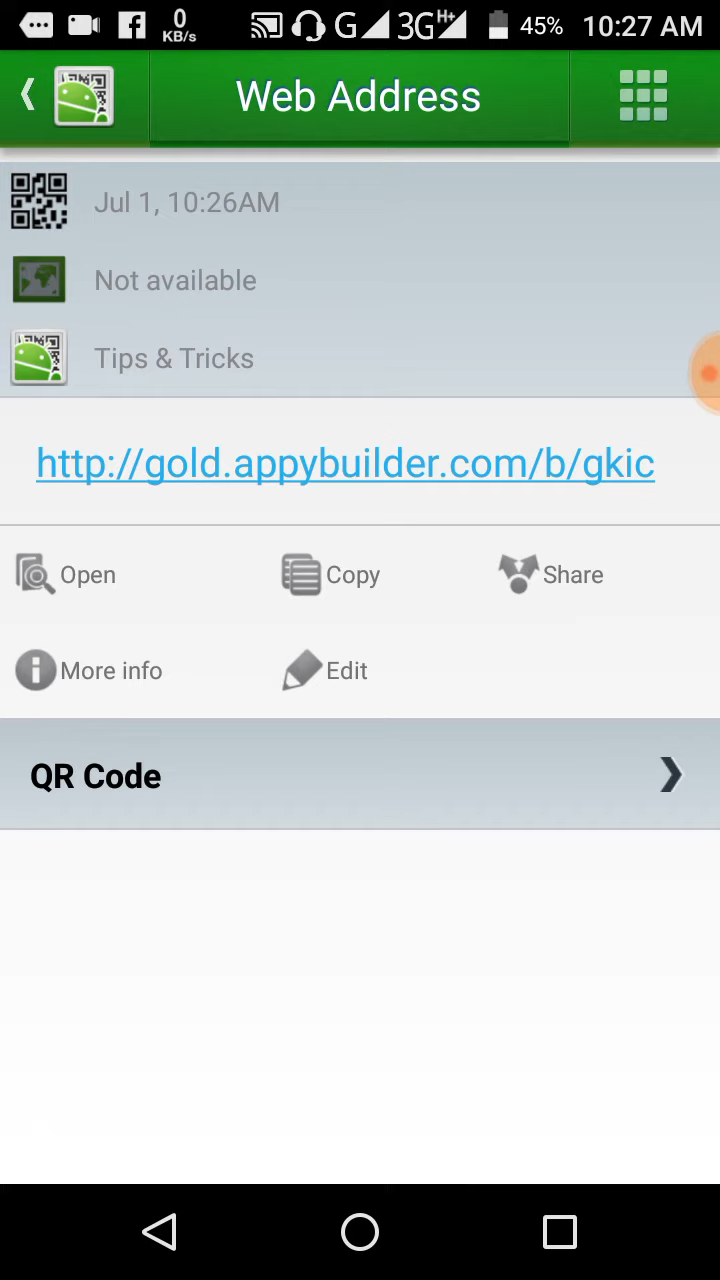 0 KB/s G 3G H+ 45% 10:27 AM
Web Address
Jul 1, 10:26AM
Not available
Tips & Tricks
http://gold.appybuilder.com/b/gkic
Open Copy Share
More info Edit
QR Code